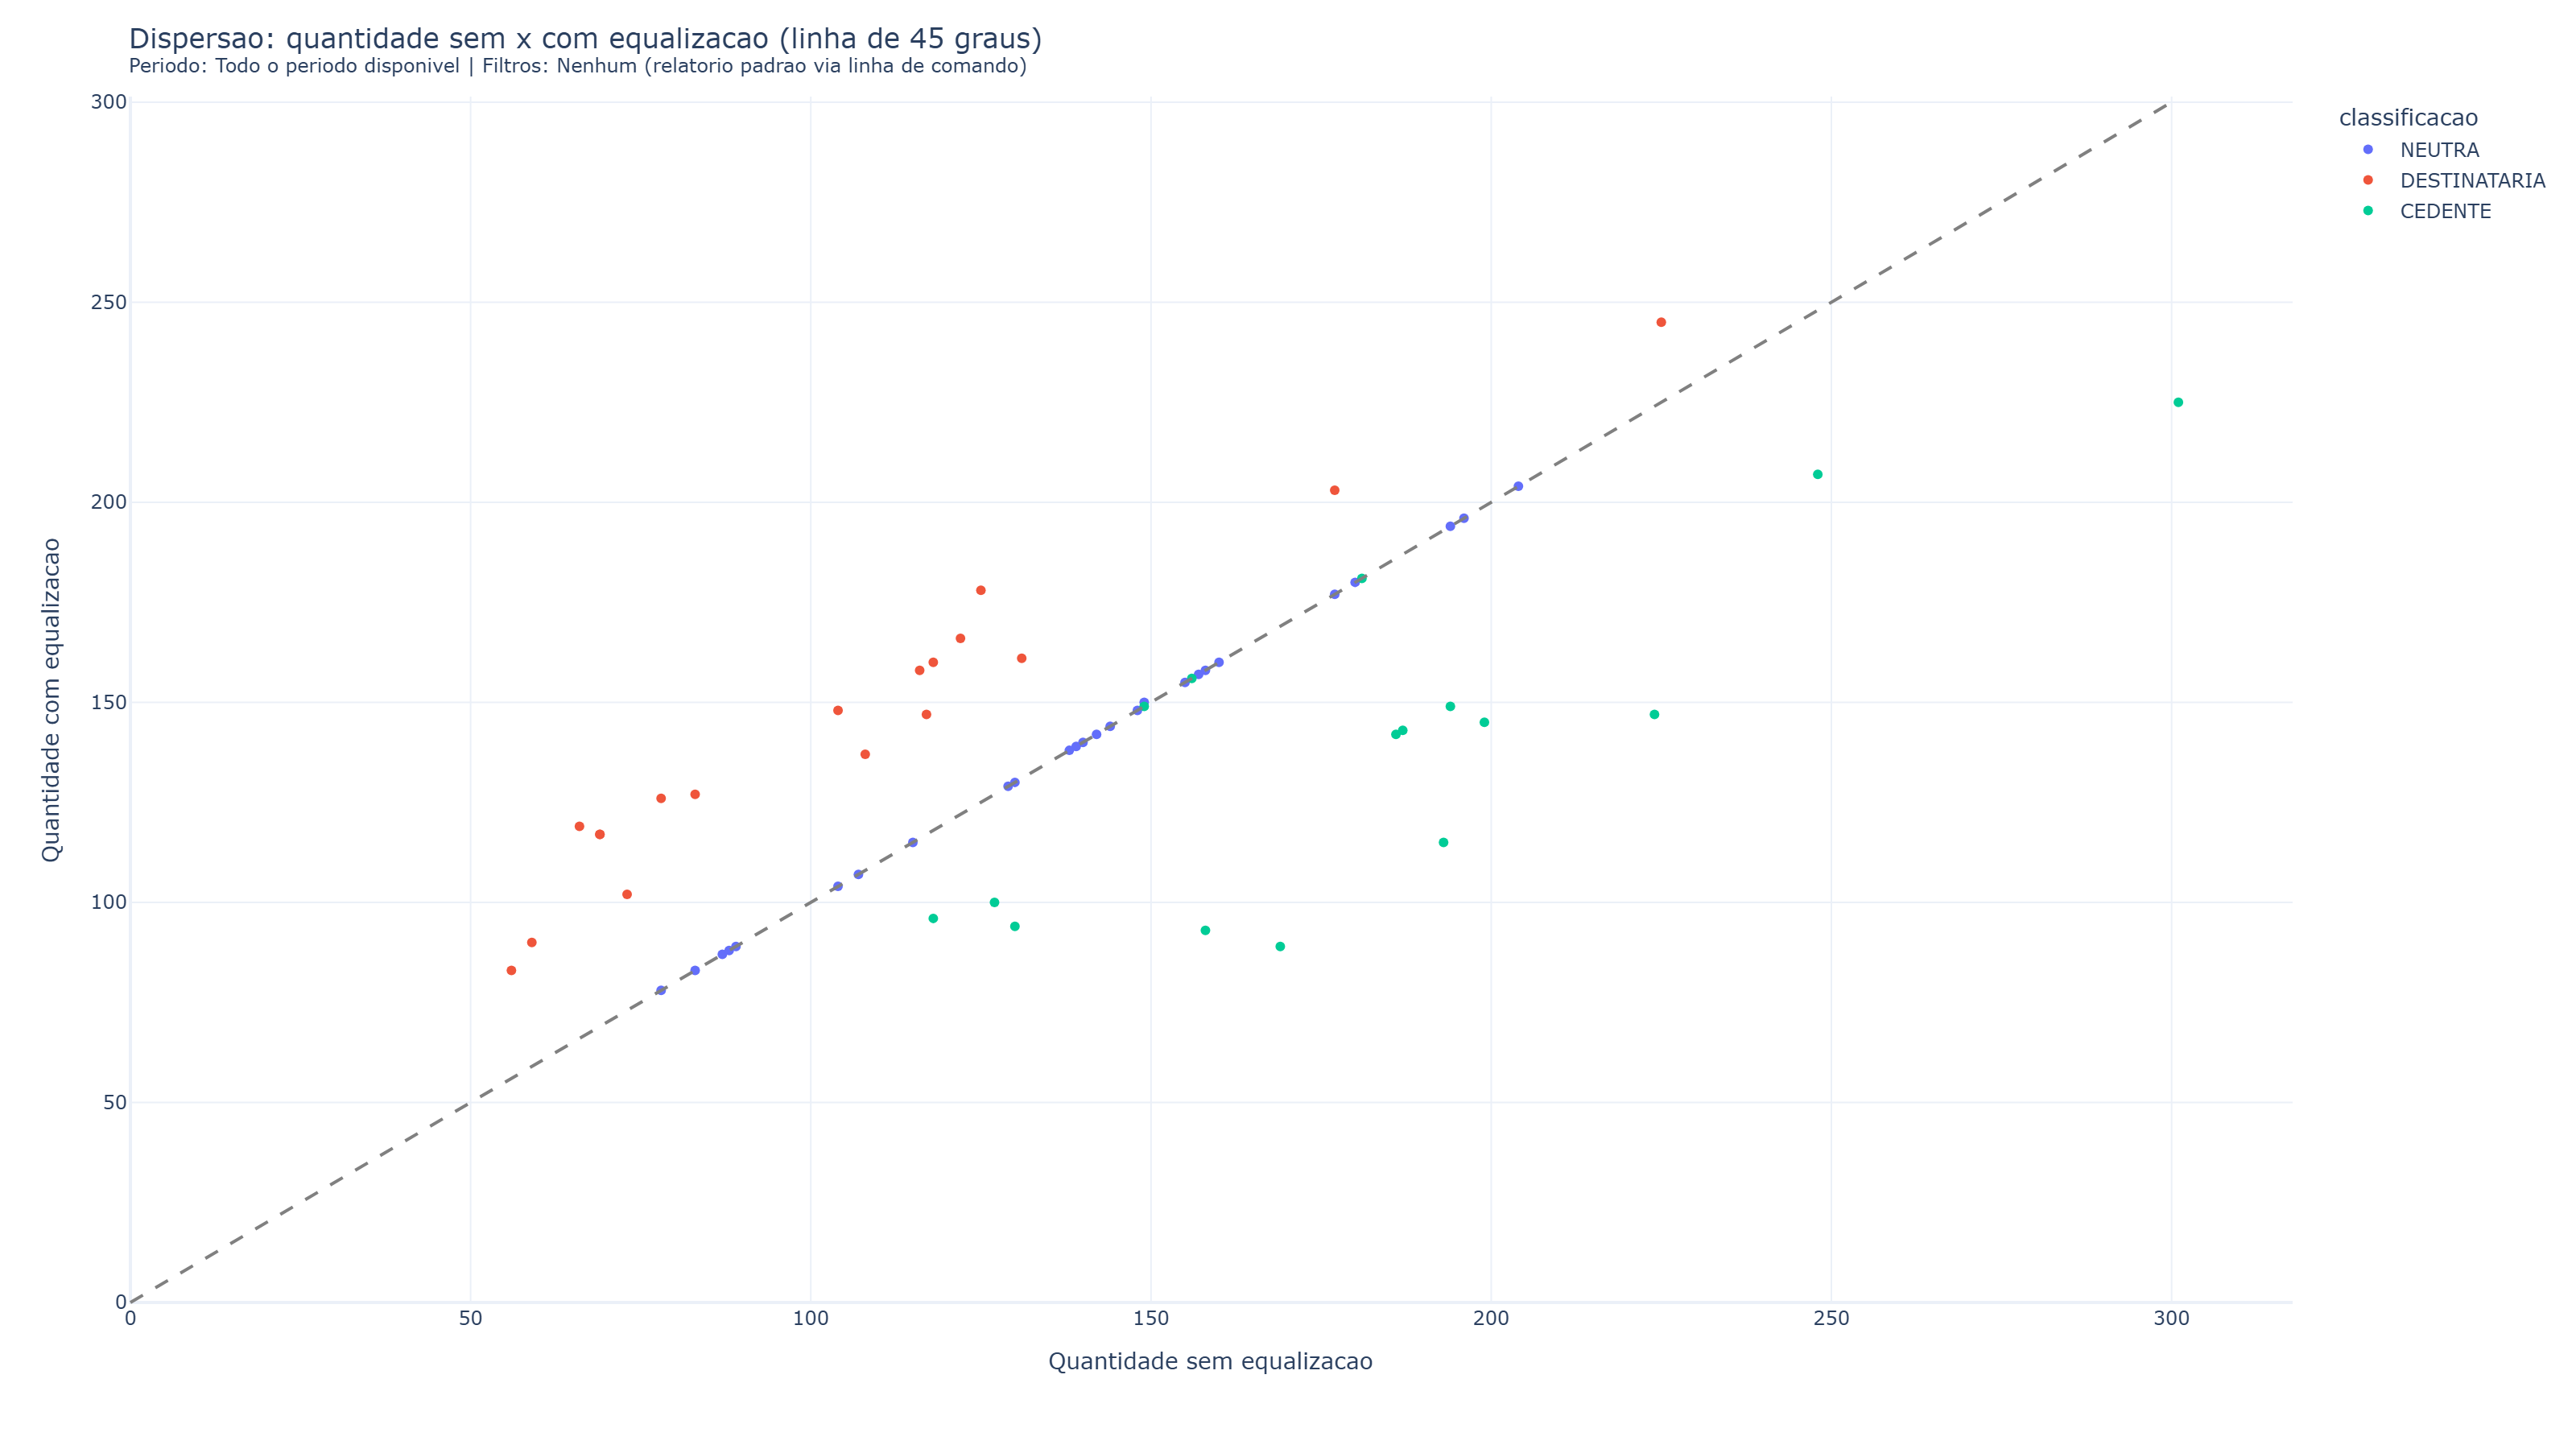 Dispersao: quantidade sem x com equalizacao (linha de 45 graus)
Periodo: Todo o periodo disponivel | Filtros: Nenhum (relatorio padrao via linha de comando)
classificacao
NEUTRA
DESTINATARIA
CEDENTE
Quantidade com equalizacao
300
250
200
150
100
50
0
0 50 100 150 200 250 300
Quantidade sem equalizacao